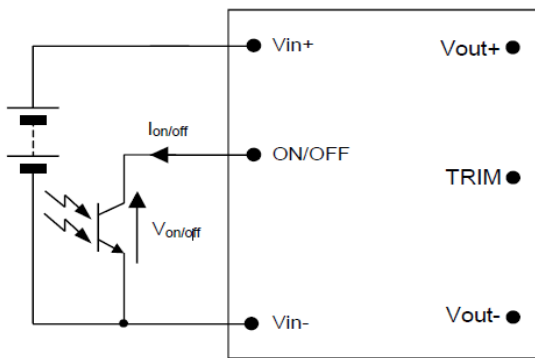 Vin+
Vout+
Ion/off
ON/OFF
TRIM
Von/off
Vin-
Vout-